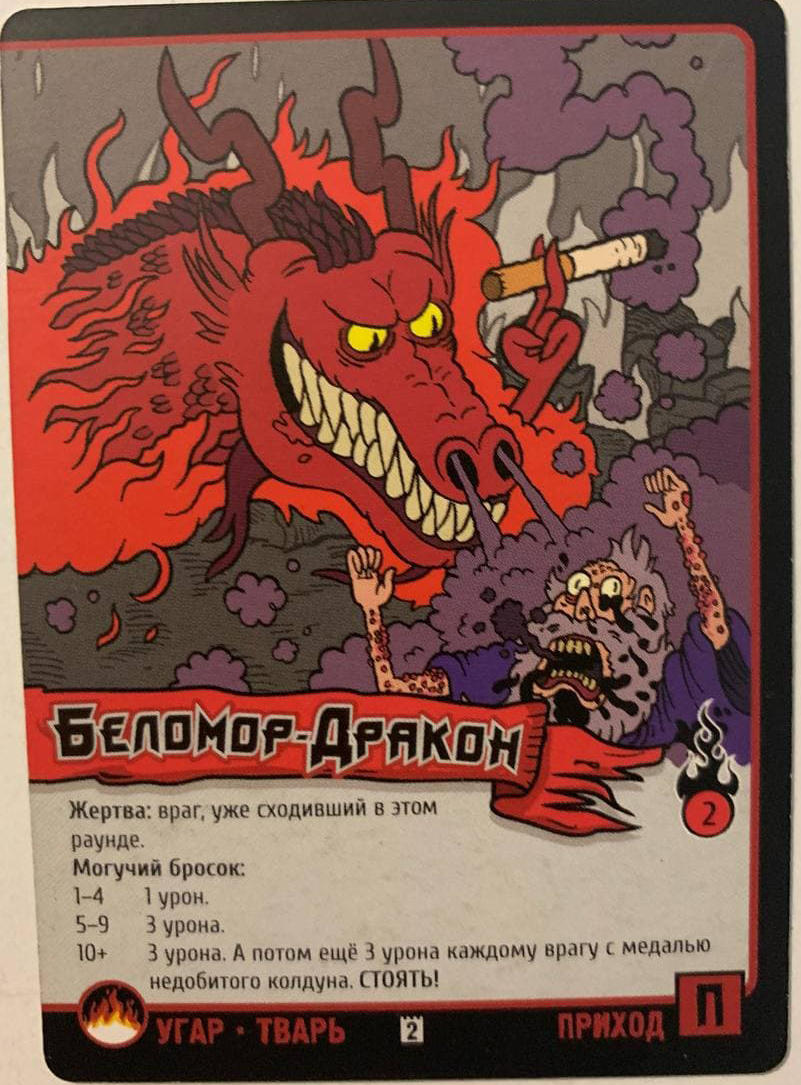 Беломор-Дракон
2
Жертва: враг, уже сходивший в этом
раунде.
Могучий бросок:
1–4 1 урон.
5–9 3 урона.
10+ 3 урона. А потом ещё 3 урона каждому врагу с медалью
недобитого колдуна. СТОЯТЬ!
УГАР · ТВАРЬ 2 ПРИХОД П